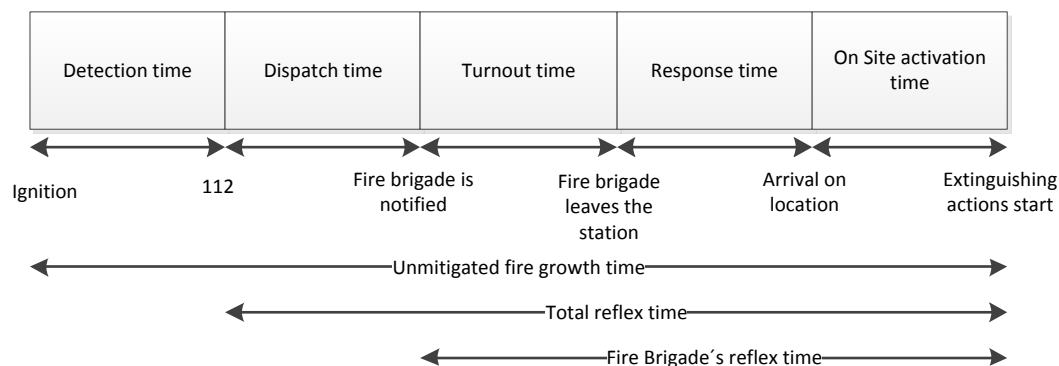 Detection time
Dispatch time
Turnout time
Response time
On Site activation
time
Ignition
112
Fire brigade is
notified
Fire brigade
leaves the
station
Arrival on
location
Extinguishing
actions start
Unmitigated fire growth time
Total reflex time
Fire Brigade´s reflex time